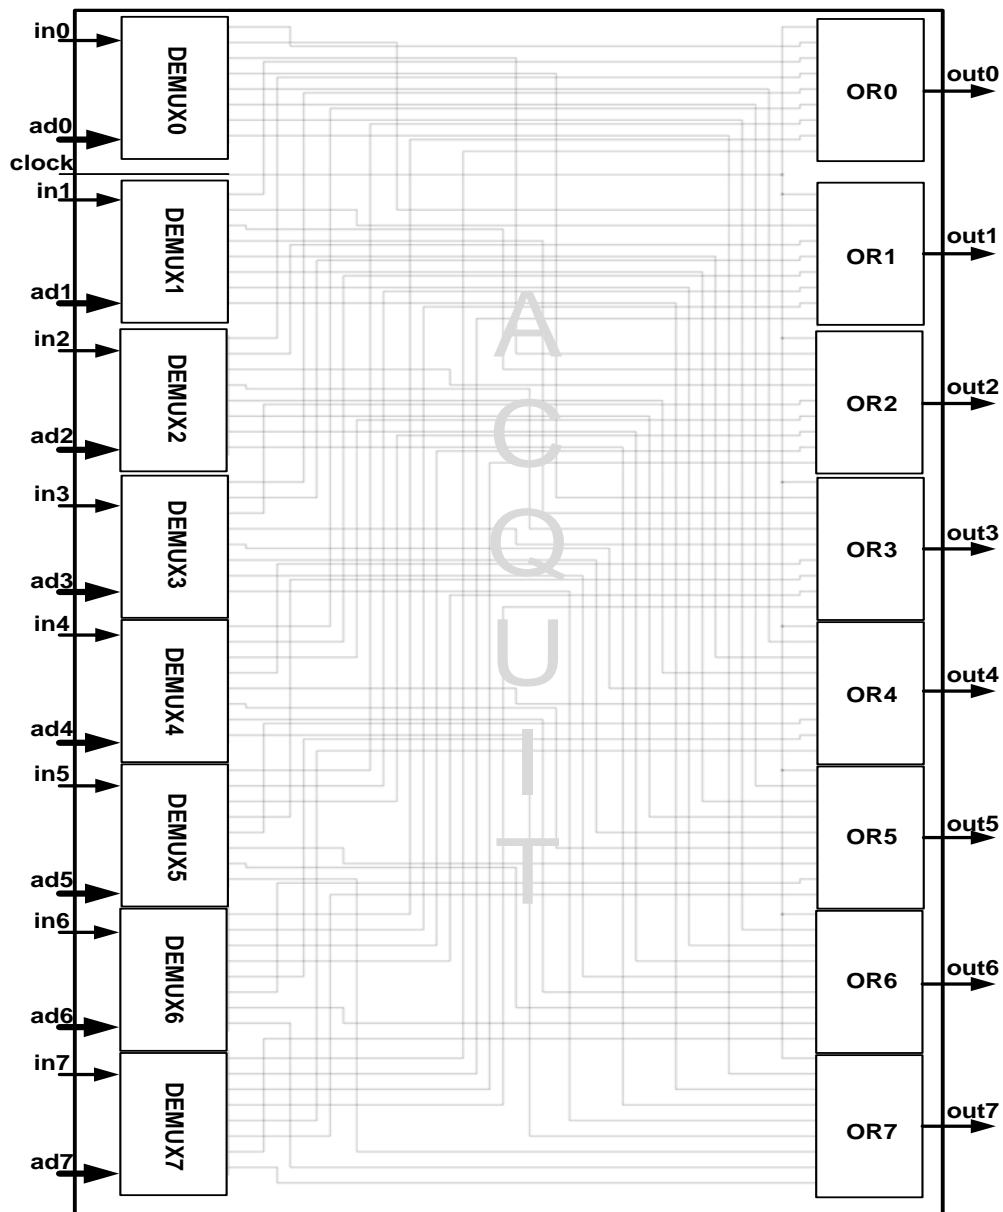 in0
DEMUX0
OR0
out0
ad0
clock
in1
DEMUX1
OR1
out1
ad1
in2
DEMUX2
OR2
out2
ad2
in3
DEMUX3
OR3
out3
ad3
in4
DEMUX4
OR4
out4
ad4
in5
DEMUX5
OR5
out5
ad5
in6
DEMUX6
OR6
out6
ad6
in7
DEMUX7
OR7
out7
ad7
A
C
Q
U
I
T